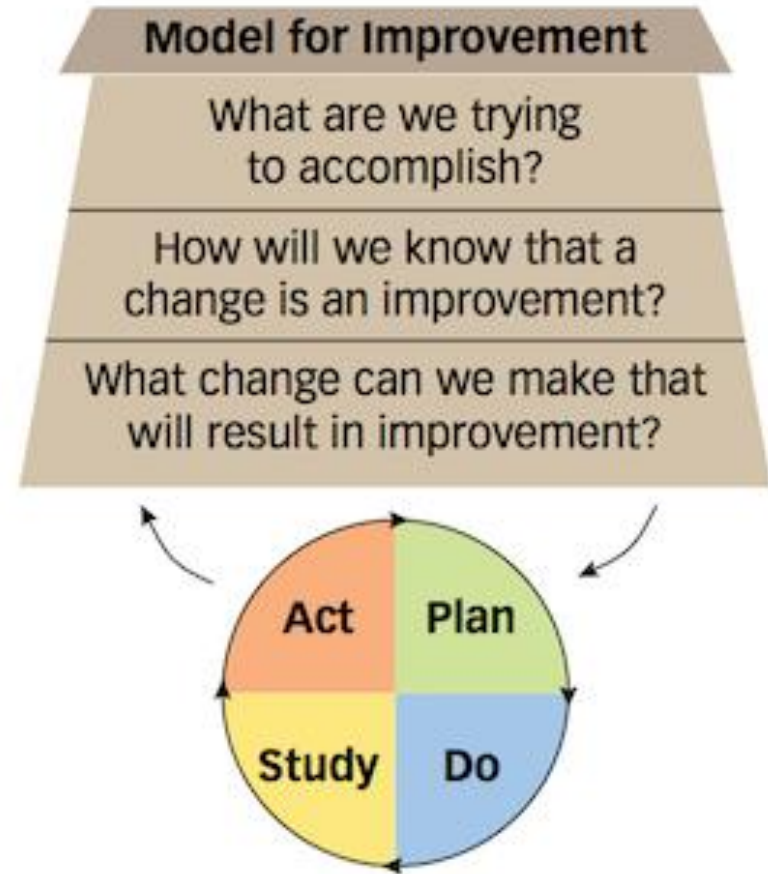 Model for Improvement
What are we trying
to accomplish?
How will we know that a
change is an improvement?
What change can we make that
will result in improvement?
Act
Plan
Study
Do